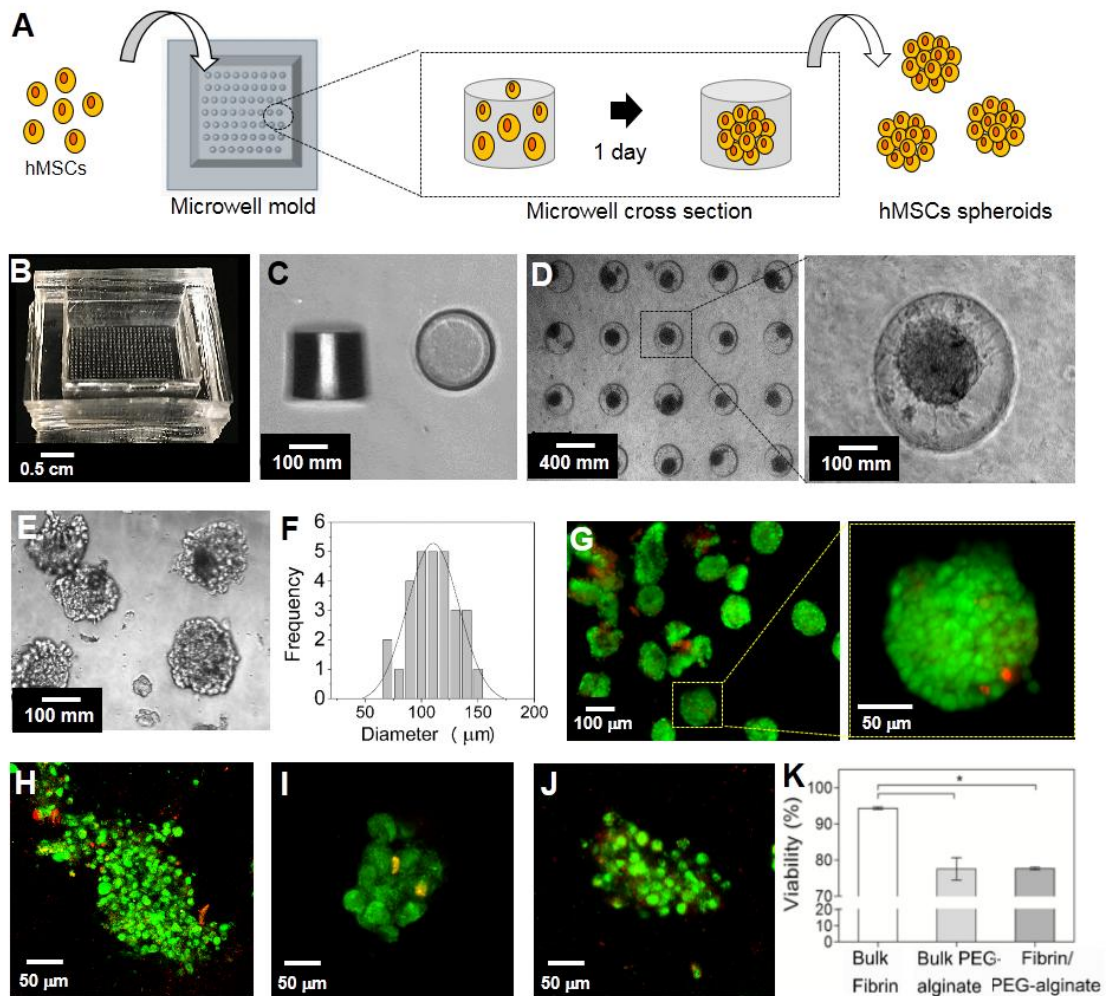 A
hMSCs
Microwell mold
1 day
Microwell cross section
hMSCs spheroids
B
0.5 cm
C
100 mm
D
400 mm
100 mm
E
100 mm
F
6
5
4
3
2
1
0
Frequency
50
100
150
200
Diameter ( μm)
G
100 μm
50 μm
H
50 μm
I
50 μm
J
50 μm
K
*
100
90
80
70
20
10
0
Viability (%)
Bulk
Fibrin
Bulk PEG-
alginate
Fibrin/
PEG-alginate